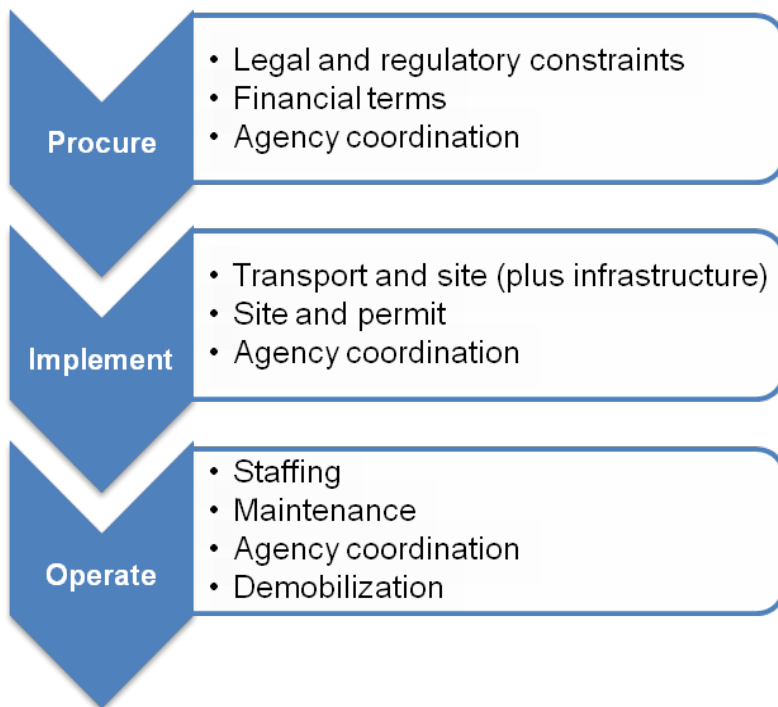 Procure
• Legal and regulatory constraints
• Financial terms
• Agency coordination
Implement
• Transport and site (plus infrastructure)
• Site and permit
• Agency coordination
Operate
• Staffing
• Maintenance
• Agency coordination
• Demobilization